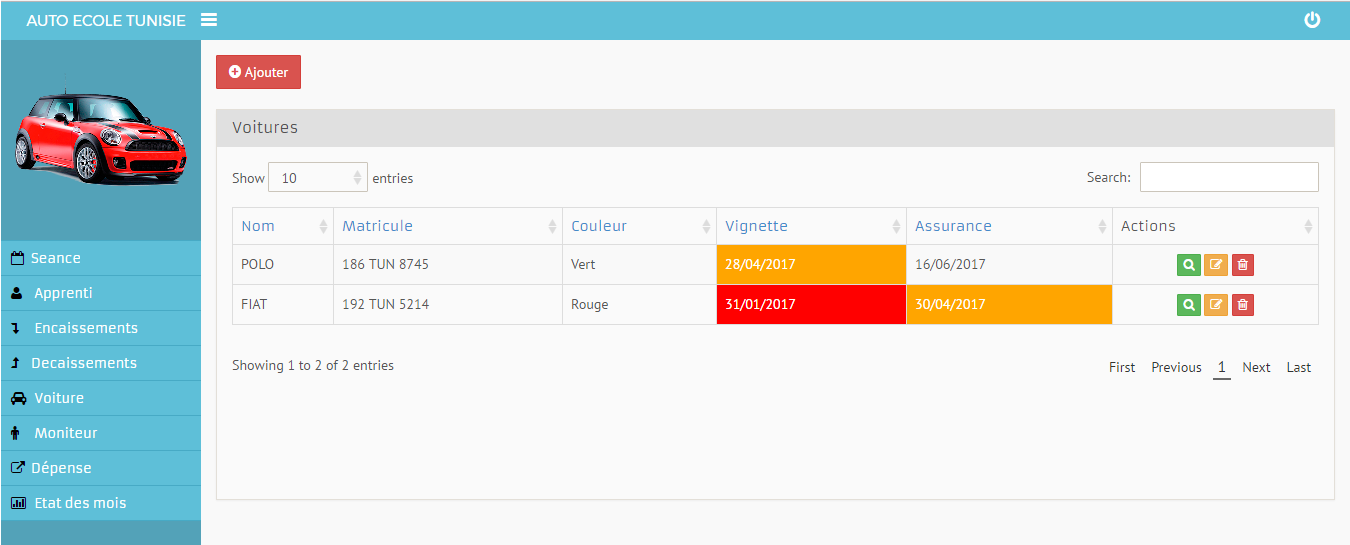 AUTO ECOLE TUNISIE
Ajouter
Voitures
Show 10 entries Search:
Nom Matricule Couleur Vignette Assurance Actions
POLO 186 TUN 8745 Vert 28/04/2017 16/06/2017
FIAT 192 TUN 5214 Rouge 31/01/2017 30/04/2017
Showing 1 to 2 of 2 entries First Previous 1 Next Last
Seance
Apprenti
Encaissements
Decaissements
Voiture
Moniteur
Dépense
Etat des mois